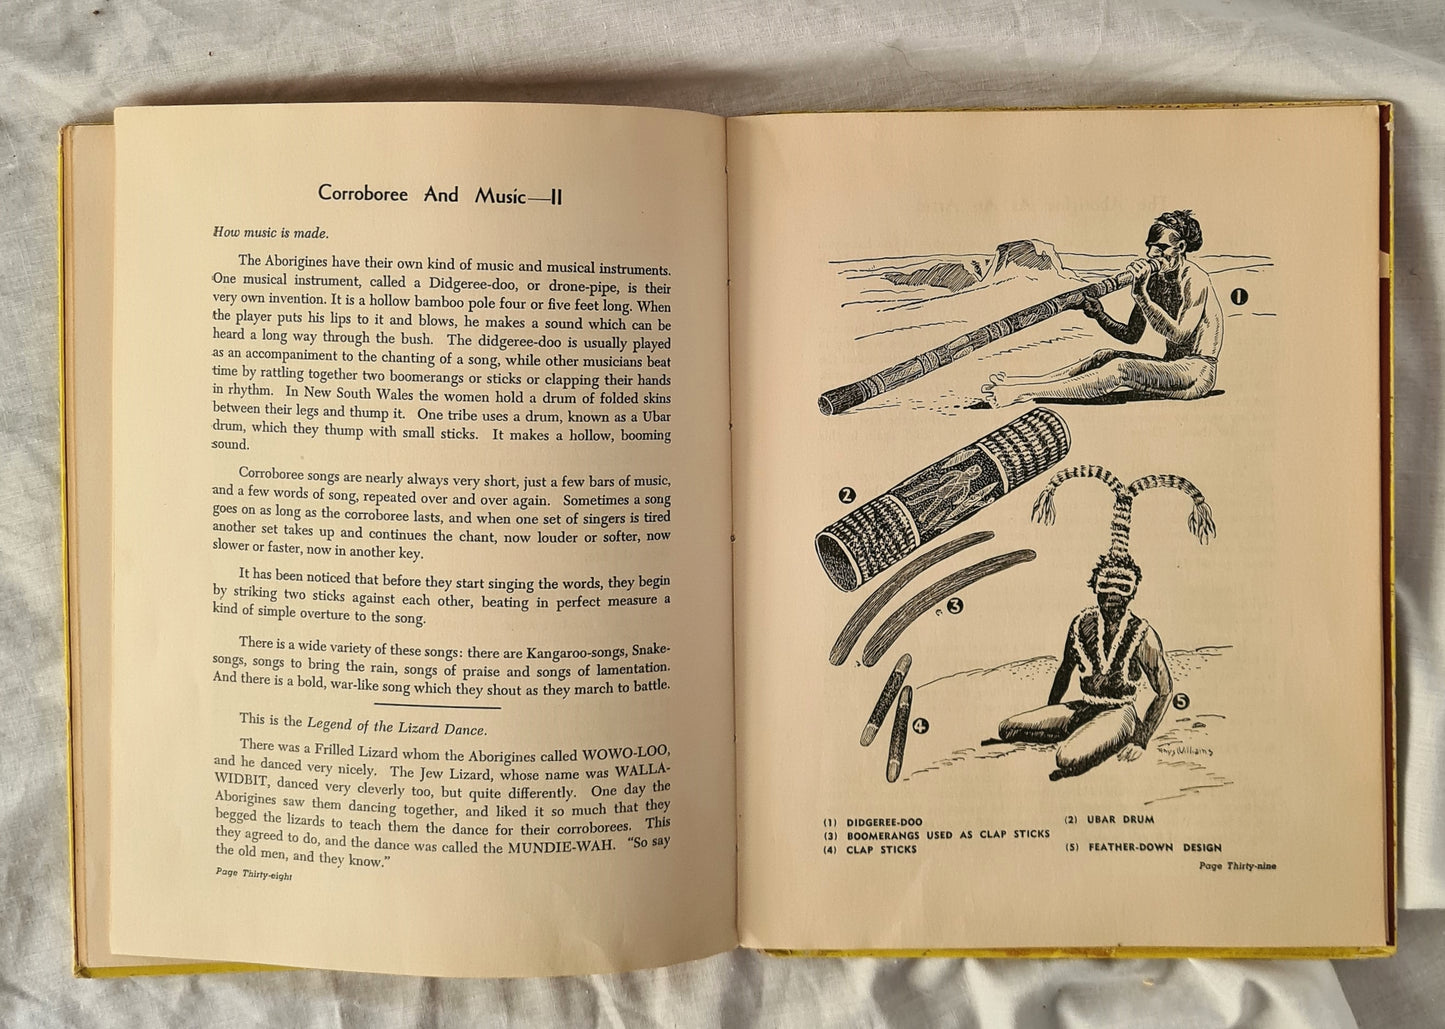 Corroboree And Music—II
How music is made.
The Aborigines have their own kind of music and musical instruments.
One musical instrument, called a Didgeree-doo, or drone-pipe, is their
very own invention. It is a hollow bamboo pole four or five feet long. When
the player puts his lips to it and blows, he makes a sound which can be
heard a long way through the bush. The didgeree-doo is usually played
as an accompaniment to the chanting of a song, while other musicians beat
time by rattling together two boomerangs or sticks or clapping their hands
in rhythm. In New South Wales the women hold a drum of folded skins
between their legs and thump it. One tribe uses a drum, known as a Ubar
drum, which they thump with small sticks. It makes a hollow, booming
sound.
Corroboree songs are nearly always very short, just a few bars of music,
and a few words of song, repeated over and over again. Sometimes a song
goes on as long as the corroboree lasts, and when one set of singers is tired
another set takes up and continues the chant, now louder or softer, now
slower or faster, now in another key.
It has been noticed that before they start singing the words, they begin
by striking two sticks against each other, beating in perfect measure a
kind of simple overture to the song.
There is a wide variety of these songs: there are Kangaroo-songs, Snake-
songs, songs to bring the rain, songs of praise and songs of lamentation.
And there is a bold, war-like song which they shout as they march to battle.
This is the Legend of the Lizard Dance.
There was a Frilled Lizard whom the Aborigines called WOWO-LOO,
and he danced very nicely. The Jew Lizard, whose name was WALLA-
WIDBIT, danced very cleverly too, but quite differently. One day the
Aborigines saw them dancing together, and liked it so much that they
begged the lizards to teach them the dance for their corroborees. This
they agreed to do, and the dance was called the MUNDIE-WAH. "So say
the old men, and they know."
Page Thirty-eight
1
2
3
4
5
Rhys Williams
(1) DIDGEREE-DOO (2) UBAR DRUM
(3) BOOMERANGS USED AS CLAP STICKS
(4) CLAP STICKS (5) FEATHER-DOWN DESIGN
Page Thirty-nine